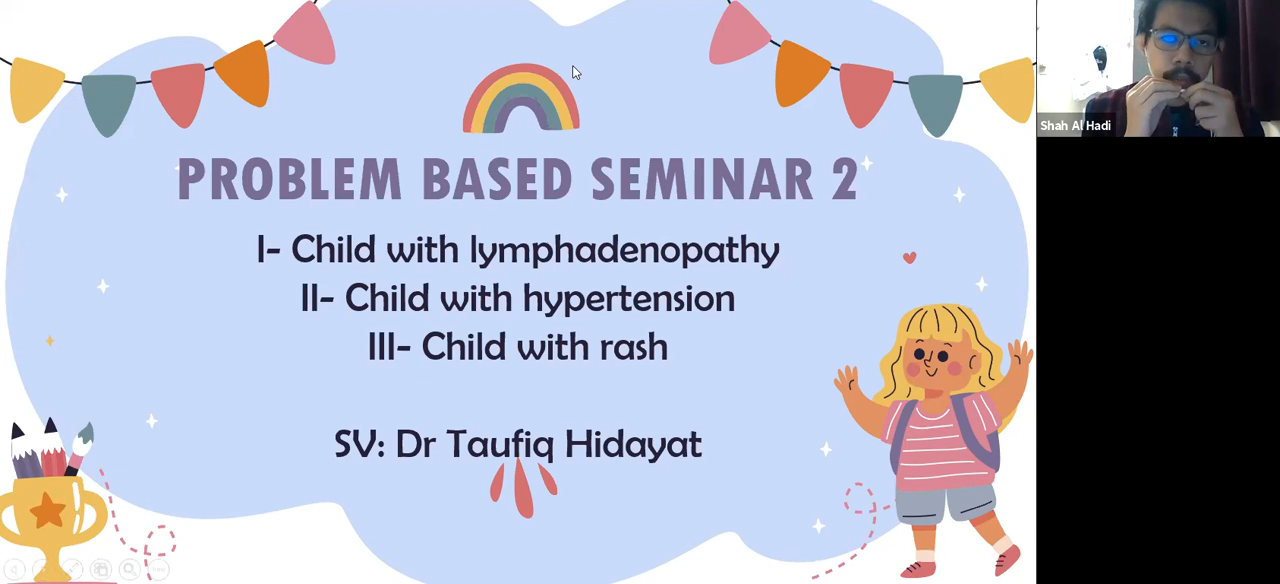 PROBLEM BASED SEMINAR 2
I- Child with lymphadenopathy
II- Child with hypertension
III- Child with rash
SV: Dr Taufiq Hidayat
Shah Al Hadi